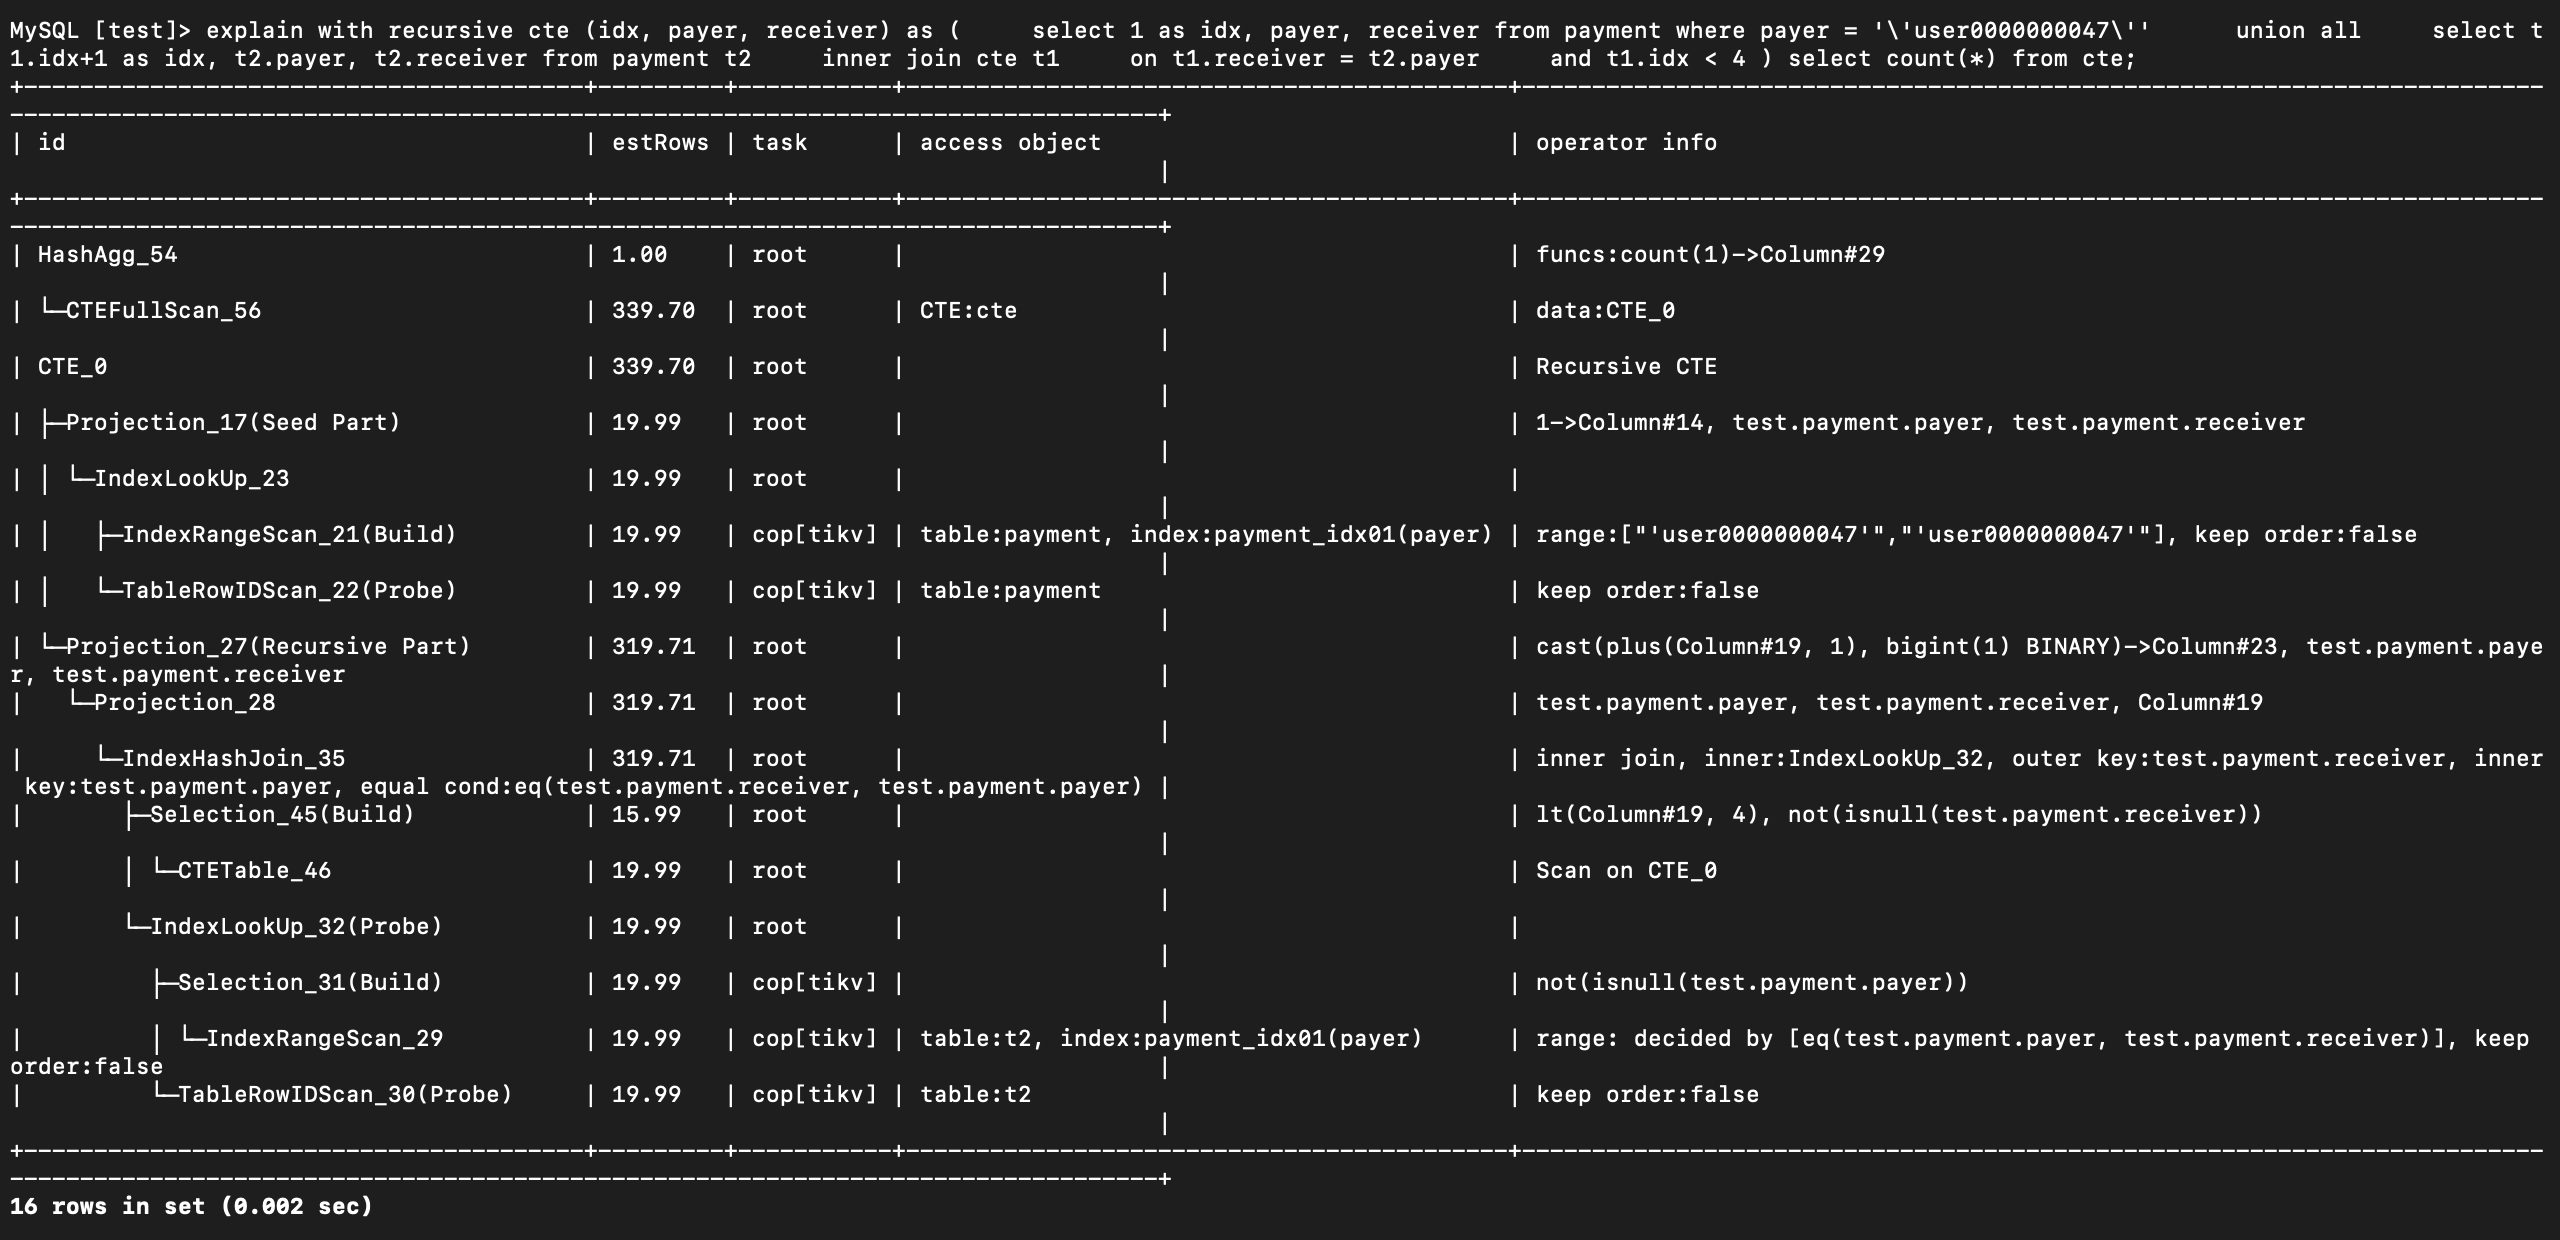 MySQL [test]> explain with recursive cte (idx, payer, receiver) as (     select 1 as idx, payer, receiver from payment where payer = '\'user0000000047\''      union all     select t
1.idx+1 as idx, t2.payer, t2.receiver from payment t2     inner join cte t1     on t1.receiver = t2.payer     and t1.idx < 4 ) select count(*) from cte;
| id | estRows | task | access object | operator info |
| HashAgg_54 | 1.00 | root | | funcs:count(1)->Column#29 |
| └─CTEFullScan_56 | 339.70 | root | CTE:cte | data:CTE_0 |
| CTE_0 | 339.70 | root | | Recursive CTE |
| ├─Projection_17(Seed Part) | 19.99 | root | | 1->Column#14, test.payment.payer, test.payment.receiver |
| │ └─IndexLookUp_23 | 19.99 | root | | |
| │   ├─IndexRangeScan_21(Build) | 19.99 | cop[tikv] | table:payment, index:payment_idx01(payer) | range:["'user0000000047'","'user0000000047'"], keep order:false |
| │   └─TableRowIDScan_22(Probe) | 19.99 | cop[tikv] | table:payment | keep order:false |
| └─Projection_27(Recursive Part) | 319.71 | root | | cast(plus(Column#19, 1), bigint(1) BINARY)->Column#23, test.payment.paye
r, test.payment.receiver |
|   └─Projection_28 | 319.71 | root | | test.payment.payer, test.payment.receiver, Column#19 |
|     └─IndexHashJoin_35 | 319.71 | root | | inner join, inner:IndexLookUp_32, outer key:test.payment.receiver, inner
 key:test.payment.payer, equal cond:eq(test.payment.receiver, test.payment.payer) |
|       ├─Selection_45(Build) | 15.99 | root | | lt(Column#19, 4), not(isnull(test.payment.receiver)) |
|       │ └─CTETable_46 | 19.99 | root | | Scan on CTE_0 |
|       └─IndexLookUp_32(Probe) | 19.99 | root | | |
|         ├─Selection_31(Build) | 19.99 | cop[tikv] | | not(isnull(test.payment.payer)) |
|         │ └─IndexRangeScan_29 | 19.99 | cop[tikv] | table:t2, index:payment_idx01(payer) | range: decided by [eq(test.payment.payer, test.payment.receiver)], keep
order:false |
|         └─TableRowIDScan_30(Probe) | 19.99 | cop[tikv] | table:t2 | keep order:false |
16 rows in set (0.002 sec)